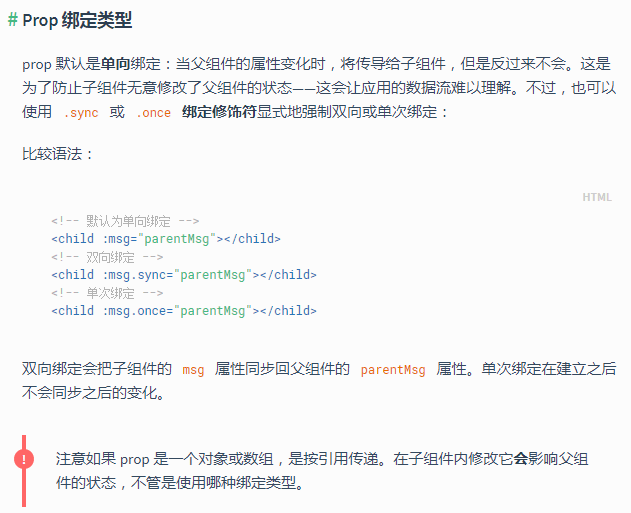 # Prop 绑定类型
prop 默认是单向绑定：当父组件的属性变化时，将传导给子组件，但是反过来不会。这是
为了防止子组件无意修改了父组件的状态——这会让应用的数据流难以理解。不过，也可以
使用 .sync 或 .once 绑定修饰符显式地强制双向或单次绑定：
比较语法：
HTML
<!-- 默认为单向绑定 -->
<child :msg="parentMsg"></child>
<!-- 双向绑定 -->
<child :msg.sync="parentMsg"></child>
<!-- 单次绑定 -->
<child :msg.once="parentMsg"></child>
双向绑定会把子组件的 msg 属性同步回父组件的 parentMsg 属性。单次绑定在建立之后
不会同步之后的变化。
! 注意如果 prop 是一个对象或数组，是按引用传递。在子组件内修改它会影响父组
件的状态，不管是使用哪种绑定类型。